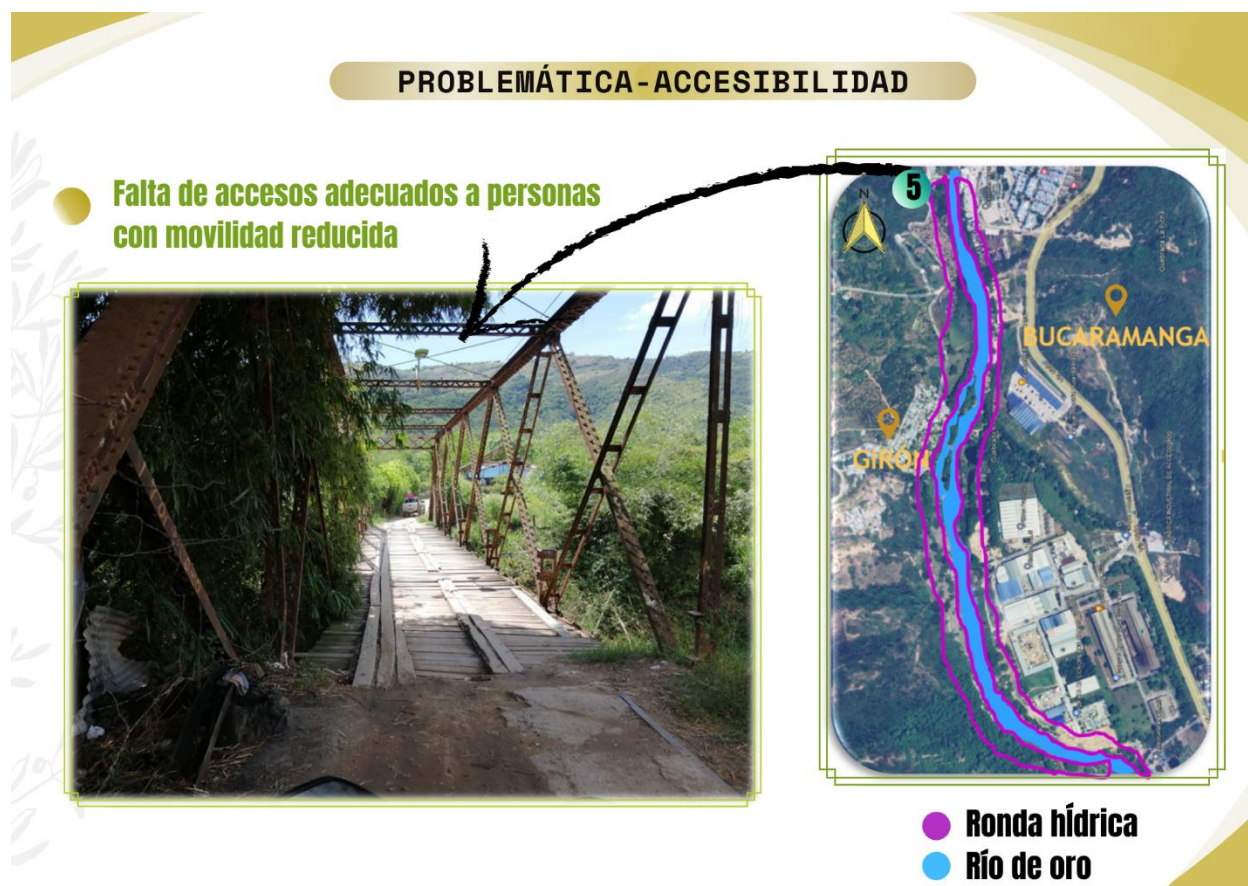 PROBLEMÁTICA-ACCESIBILIDAD
Falta de accesos adecuados a personas
con movilidad reducida
5
N
BUCARAMANGA
GIRÓN
Ronda hídrica
Río de oro